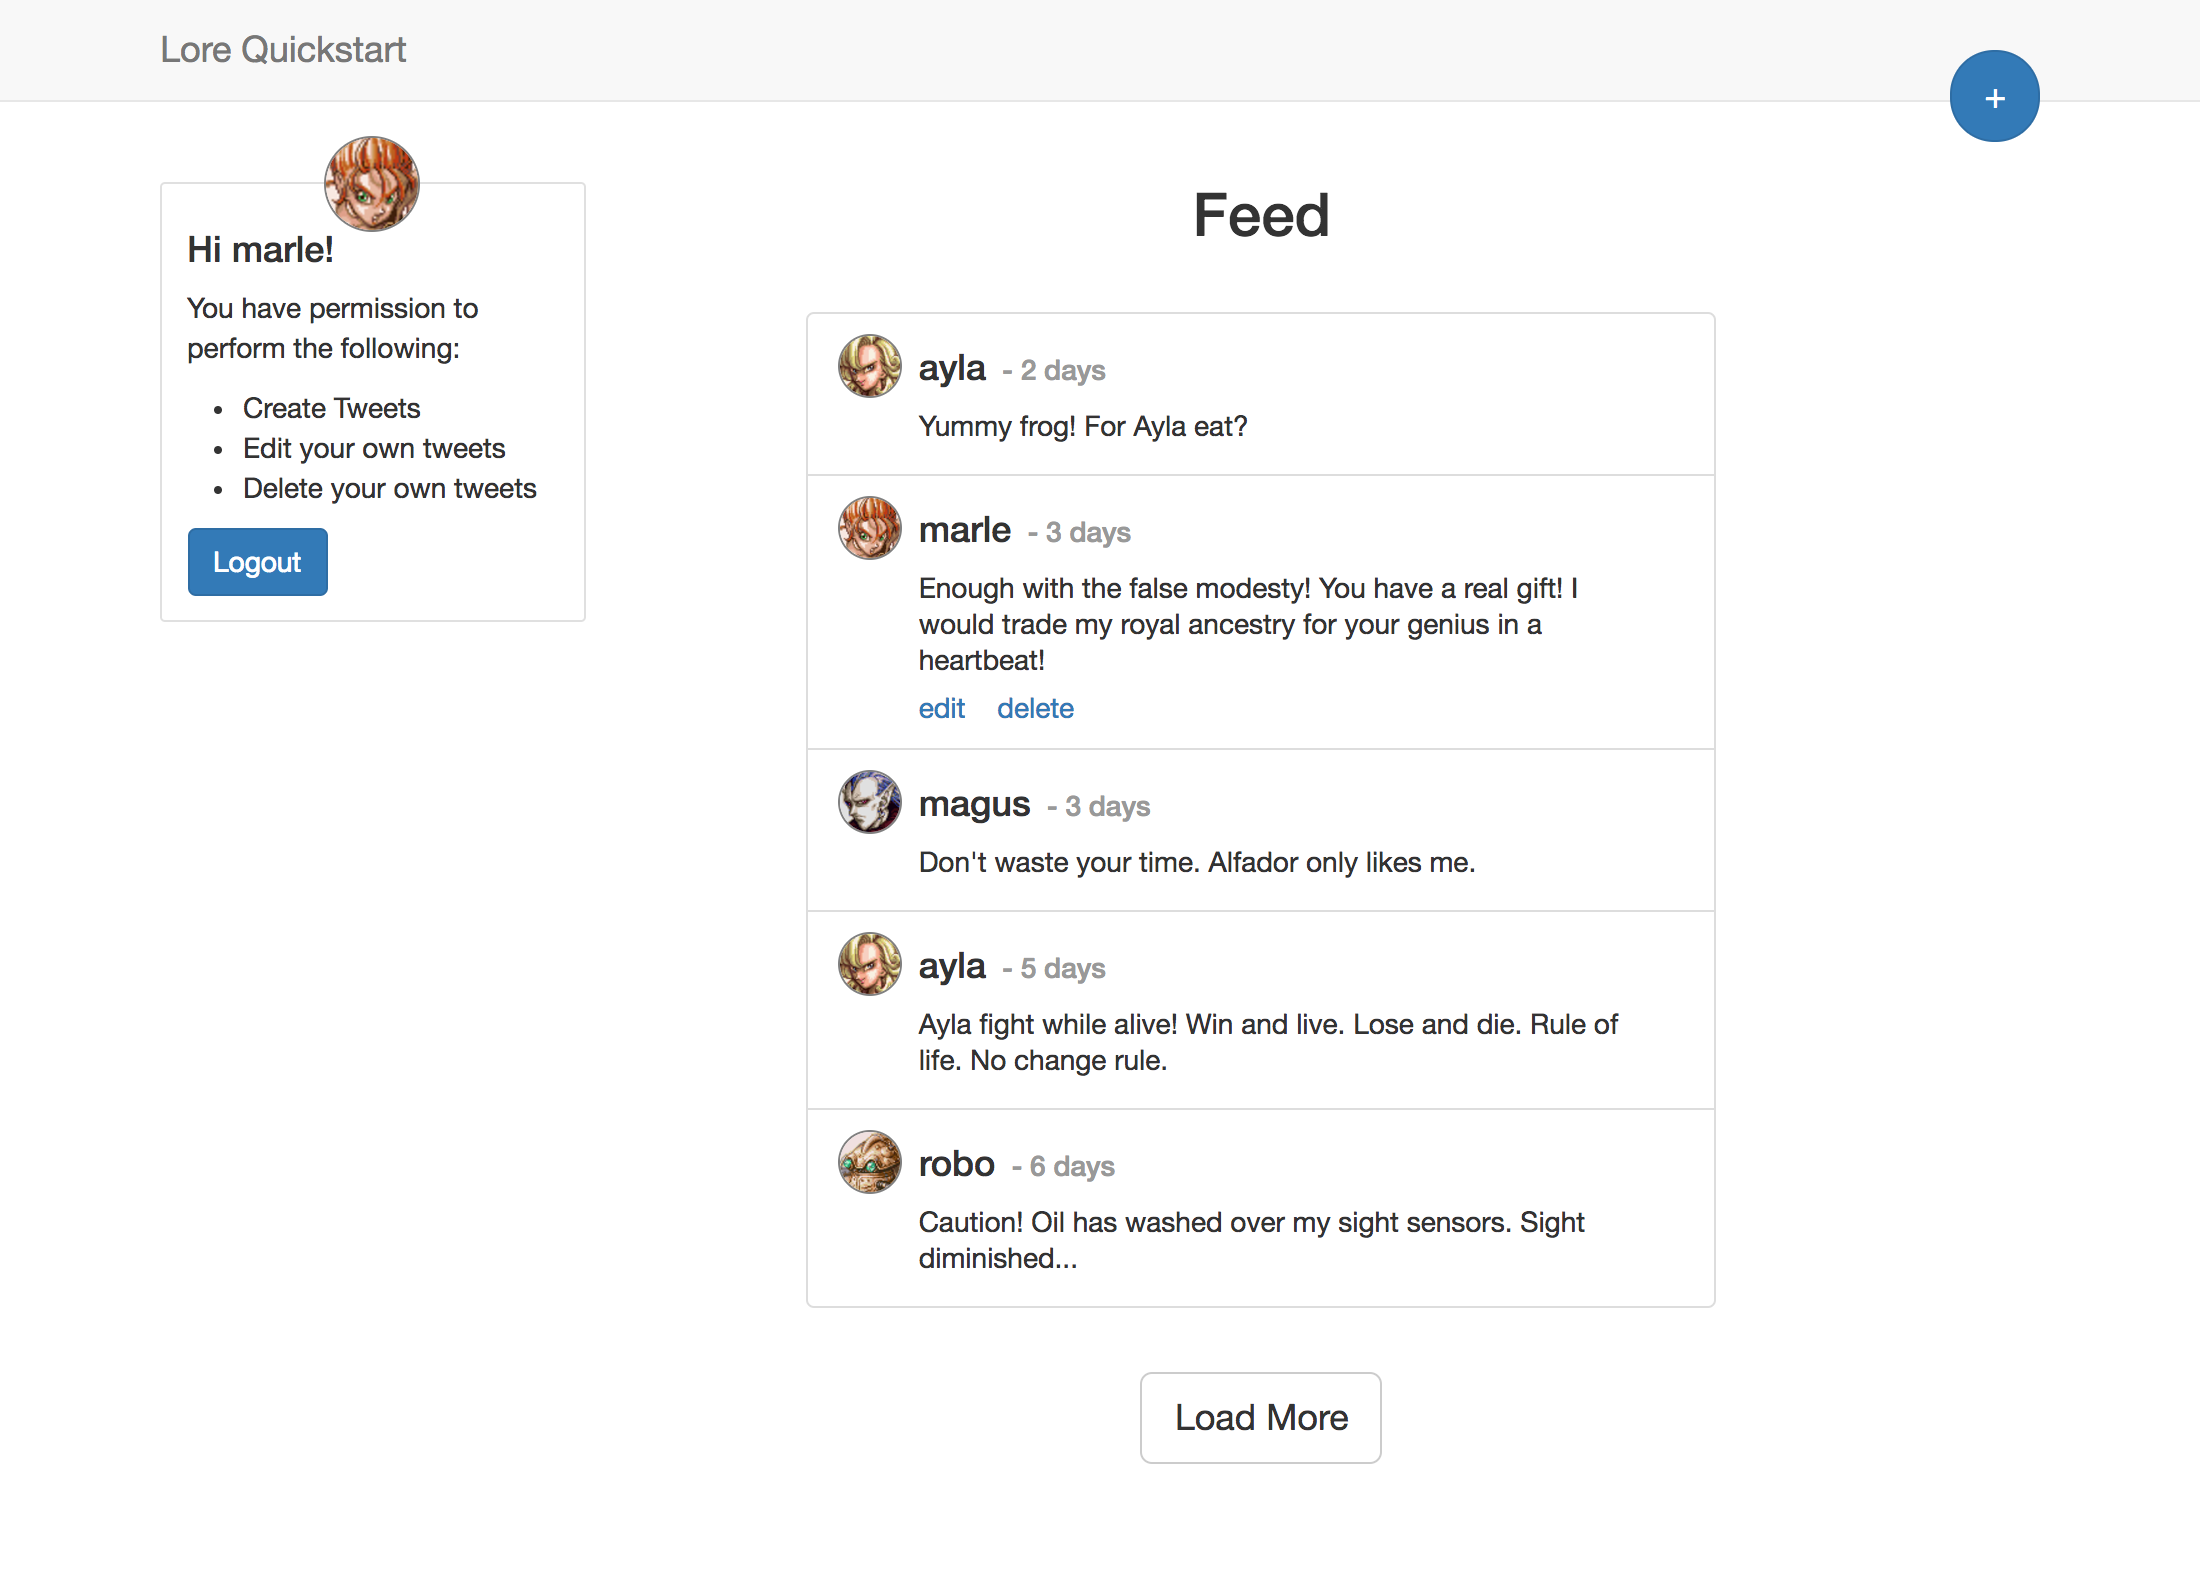 Lore Quickstart
+
Hi marle!
You have permission to
perform the following:
• Create Tweets
• Edit your own tweets
• Delete your own tweets
Logout
Feed
ayla - 2 days
Yummy frog! For Ayla eat?
marle - 3 days
Enough with the false modesty! You have a real gift! I
would trade my royal ancestry for your genius in a
heartbeat!
edit delete
magus - 3 days
Don't waste your time. Alfador only likes me.
ayla - 5 days
Ayla fight while alive! Win and live. Lose and die. Rule of
life. No change rule.
robo - 6 days
Caution! Oil has washed over my sight sensors. Sight
diminished...
Load More